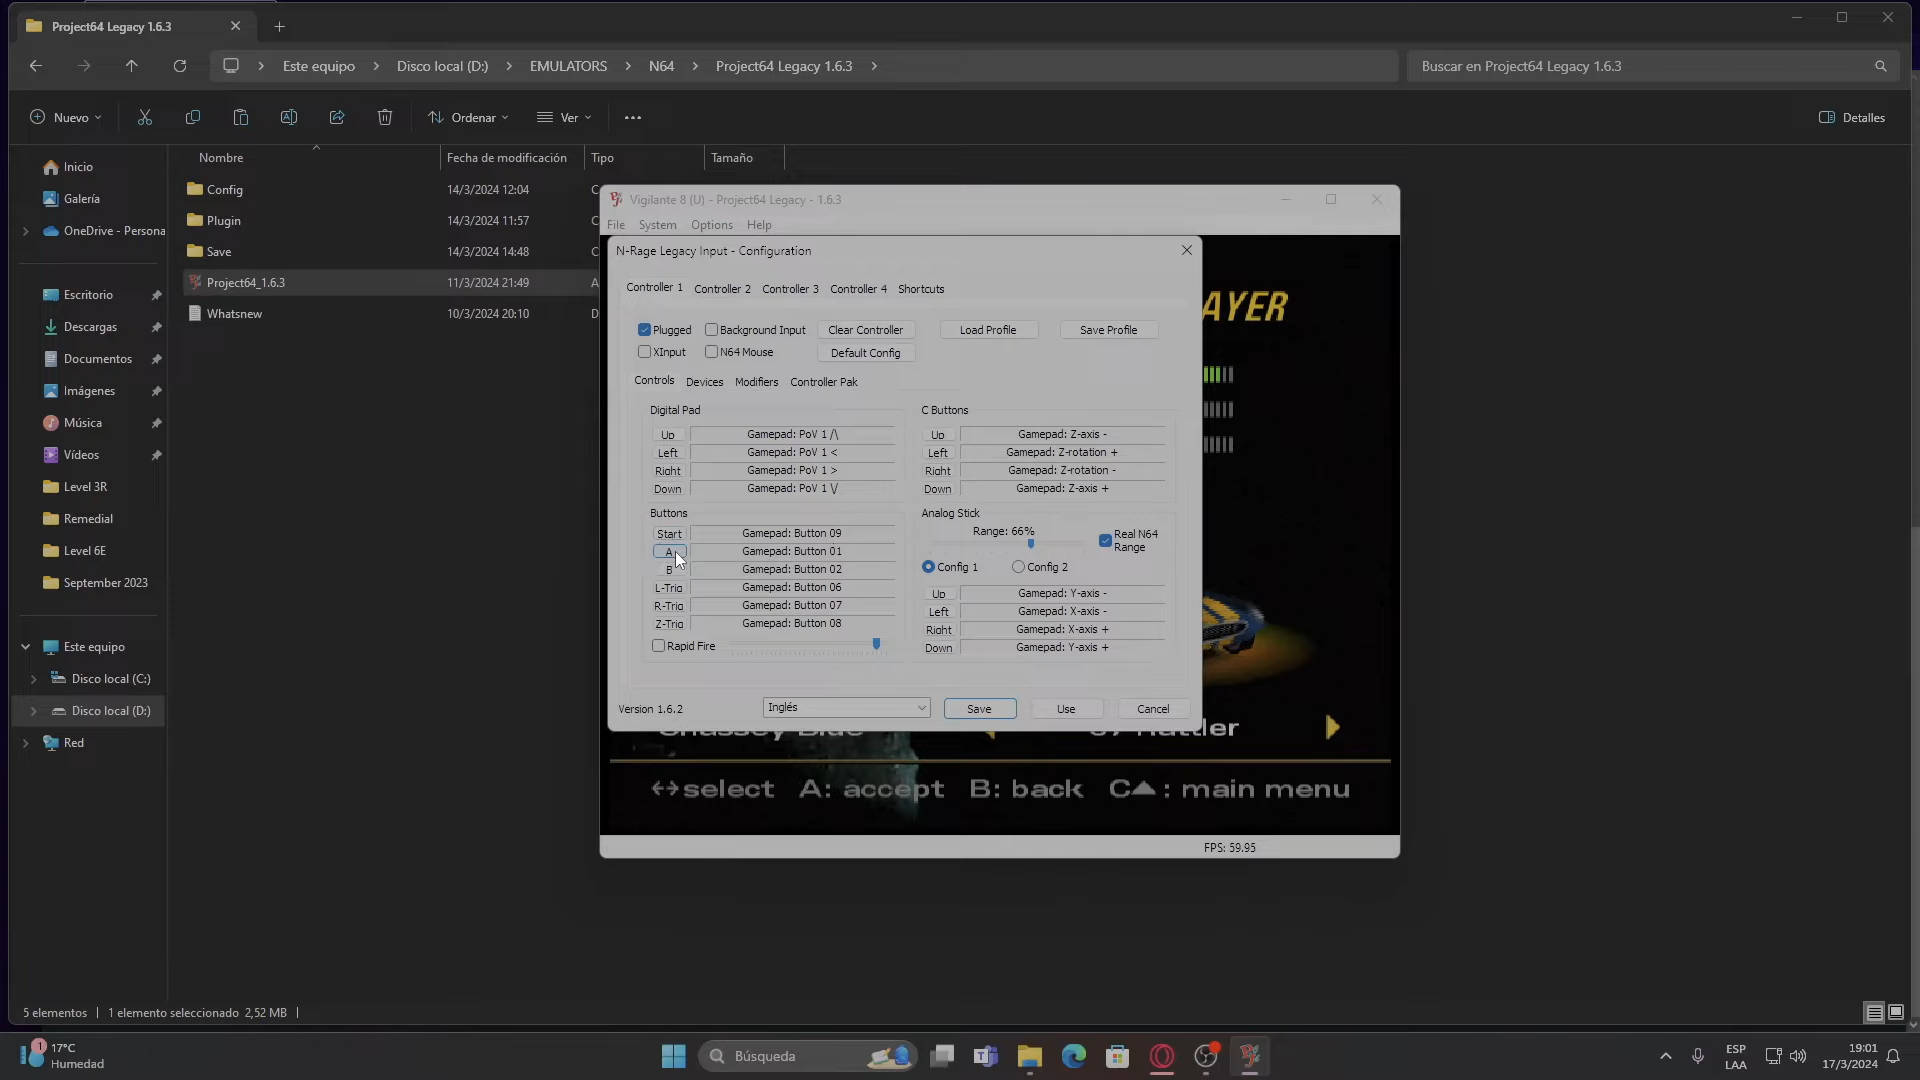 Project64 Legacy 1.6.3
Este equipo > Disco local (D:) > EMULATORS > N64 > Project64 Legacy 1.6.3 >
Buscar en Project64 Legacy 1.6.3
Nuevo
Ordenar
Ver
Detalles
Nombre
Fecha de modificación
Tipo
Tamaño
Inicio
Galería
OneDrive - Persona
Escritorio
Descargas
Documentos
Imágenes
Música
Vídeos
Level 3R
Remedial
Level 6E
September 2023
Este equipo
Disco local (C:)
Disco local (D:)
Red
Config 14/3/2024 12:04 C
Plugin 14/3/2024 11:57 C
Save 14/3/2024 14:48 C
Project64_1.6.3 11/3/2024 21:49 A
Whatsnew 10/3/2024 20:10 D
Vigilante 8 (U) - Project64 Legacy - 1.6.3
File System Options Help
N-Rage Legacy Input - Configuration
Controller 1 Controller 2 Controller 3 Controller 4 Shortcuts
Plugged Background Input Clear Controller Load Profile Save Profile
XInput N64 Mouse Default Config
Controls Devices Modifiers Controller Pak
Digital Pad
Up Gamepad: PoV 1 /\
Left Gamepad: PoV 1 <
Right Gamepad: PoV 1 >
Down Gamepad: PoV 1 \/
C Buttons
Up Gamepad: Z-axis -
Left Gamepad: Z-rotation +
Right Gamepad: Z-rotation -
Down Gamepad: Z-axis +
Buttons
Start Gamepad: Button 09
A Gamepad: Button 01
B Gamepad: Button 02
L-Trig Gamepad: Button 06
R-Trig Gamepad: Button 07
Z-Trig Gamepad: Button 08
Rapid Fire
Analog Stick
Range: 66%
Real N64
Range
Config 1 Config 2
Up Gamepad: Y-axis -
Left Gamepad: X-axis -
Right Gamepad: X-axis +
Down Gamepad: Y-axis +
Version 1.6.2 Inglés Save Use Cancel
AYER
Chassey Blue
Rattler
↔select A: accept B: back C▲: main menu
FPS: 59.95
5 elementos | 1 elemento seleccionado 2,52 MB |
1
17°C
Humedad
Búsqueda
ESP
LAA
19:01
17/3/2024